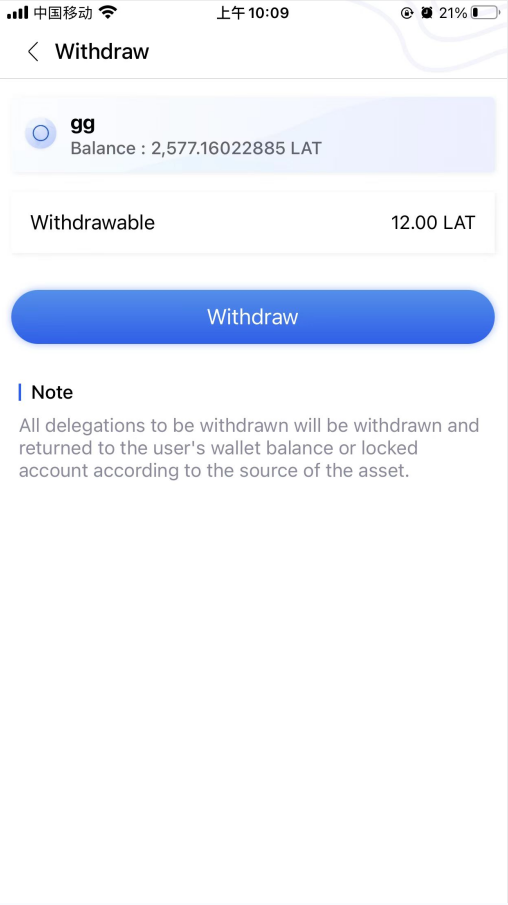 中国移动 上午 10:09 21%
Withdraw
gg
Balance : 2,577.16022885 LAT
Withdrawable 12.00 LAT
Withdraw
Note
All delegations to be withdrawn will be withdrawn and
returned to the user's wallet balance or locked
account according to the source of the asset.